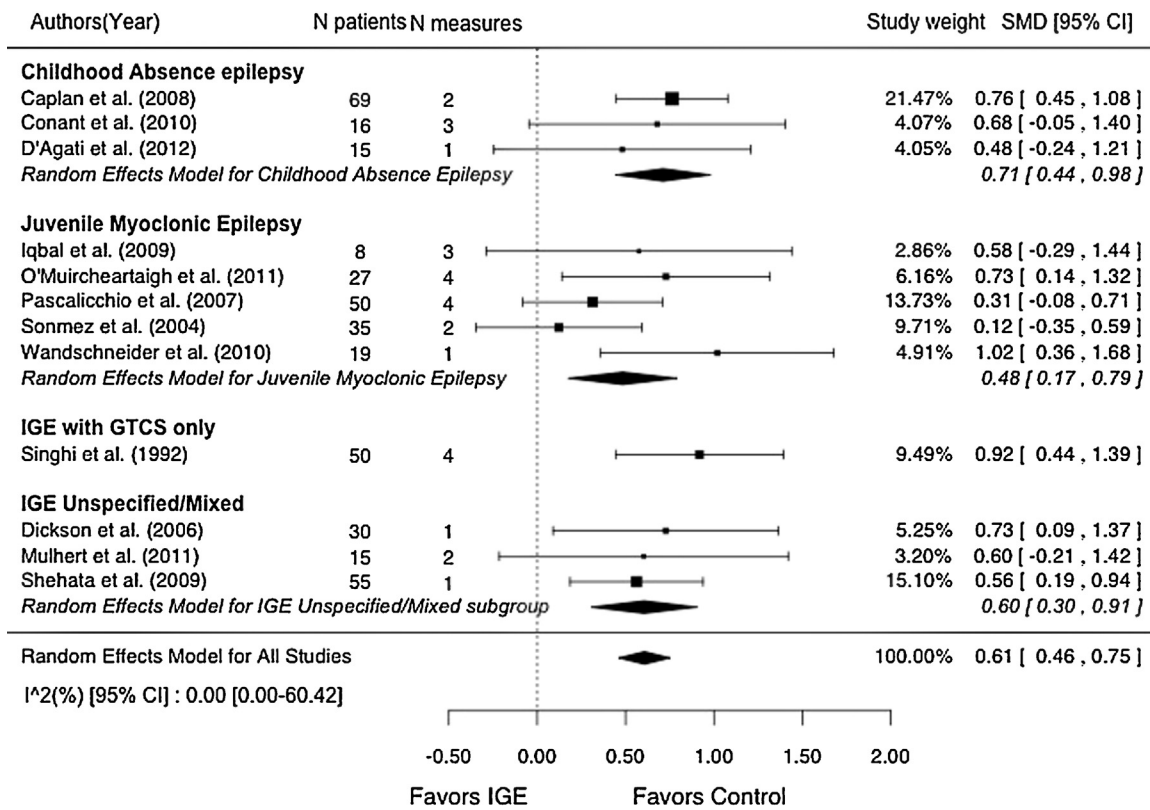 Authors(Year) N patients N measures Study weight SMD [95% CI]
Childhood Absence epilepsy
Caplan et al. (2008) 69 2 21.47% 0.76 [ 0.45 , 1.08 ]
Conant et al. (2010) 16 3 4.07% 0.68 [ -0.05 , 1.40 ]
D'Agati et al. (2012) 15 1 4.05% 0.48 [ -0.24 , 1.21 ]
Random Effects Model for Childhood Absence Epilepsy 0.71 [ 0.44 , 0.98 ]
Juvenile Myoclonic Epilepsy
Iqbal et al. (2009) 8 3 2.86% 0.58 [ -0.29 , 1.44 ]
O'Muircheartaigh et al. (2011) 27 4 6.16% 0.73 [ 0.14 , 1.32 ]
Pascalicchio et al. (2007) 50 4 13.73% 0.31 [ -0.08 , 0.71 ]
Sonmez et al. (2004) 35 2 9.71% 0.12 [ -0.35 , 0.59 ]
Wandschneider et al. (2010) 19 1 4.91% 1.02 [ 0.36 , 1.68 ]
Random Effects Model for Juvenile Myoclonic Epilepsy 0.48 [ 0.17 , 0.79 ]
IGE with GTCS only
Singhi et al. (1992) 50 4 9.49% 0.92 [ 0.44 , 1.39 ]
IGE Unspecified/Mixed
Dickson et al. (2006) 30 1 5.25% 0.73 [ 0.09 , 1.37 ]
Mulhert et al. (2011) 15 2 3.20% 0.60 [ -0.21 , 1.42 ]
Shehata et al. (2009) 55 1 15.10% 0.56 [ 0.19 , 0.94 ]
Random Effects Model for IGE Unspecified/Mixed subgroup 0.60 [ 0.30 , 0.91 ]
Random Effects Model for All Studies 100.00% 0.61 [ 0.46 , 0.75 ]
I^2(%) [95% CI] : 0.00 [0.00-60.42]
-0.50 0.00 0.50 1.00 1.50 2.00
Favors IGE Favors Control